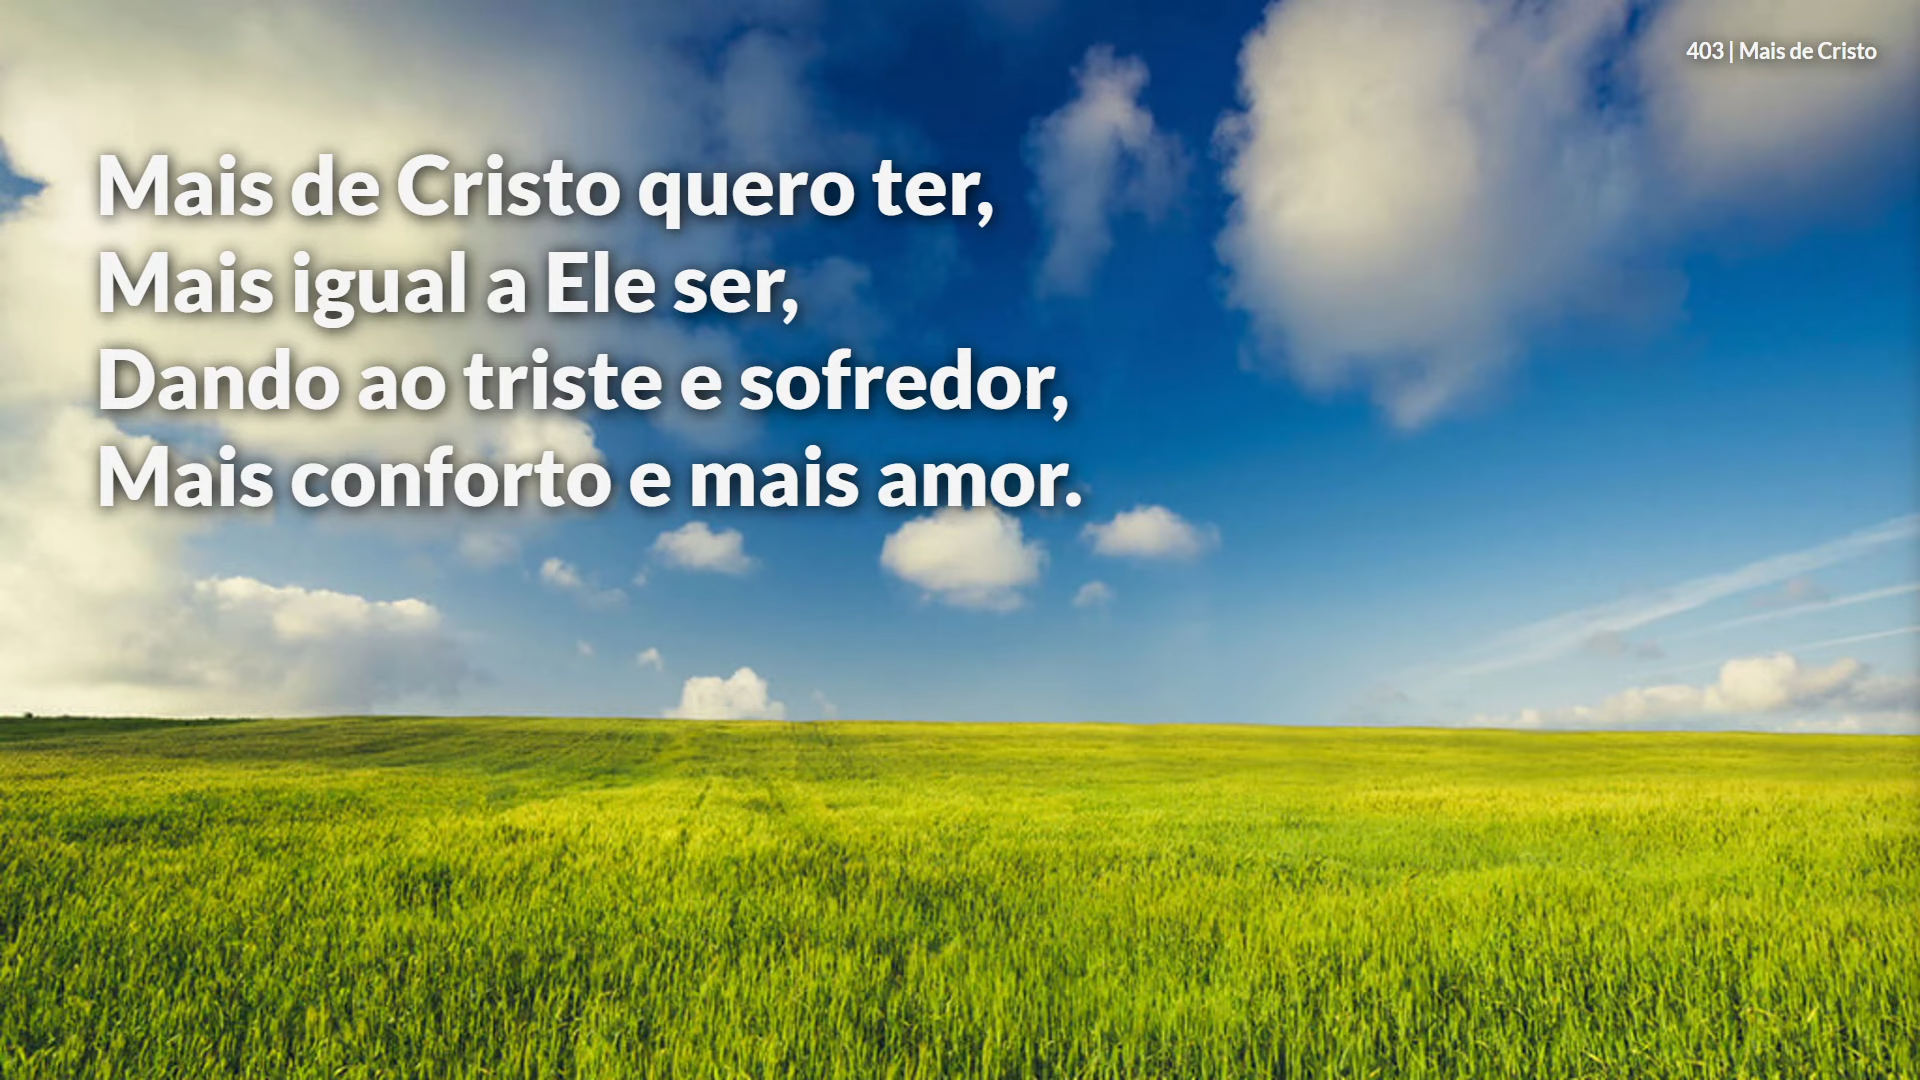 403 | Mais de Cristo
Mais de Cristo quero ter,
Mais igual a Ele ser,
Dando ao triste e sofredor,
Mais conforto e mais amor.